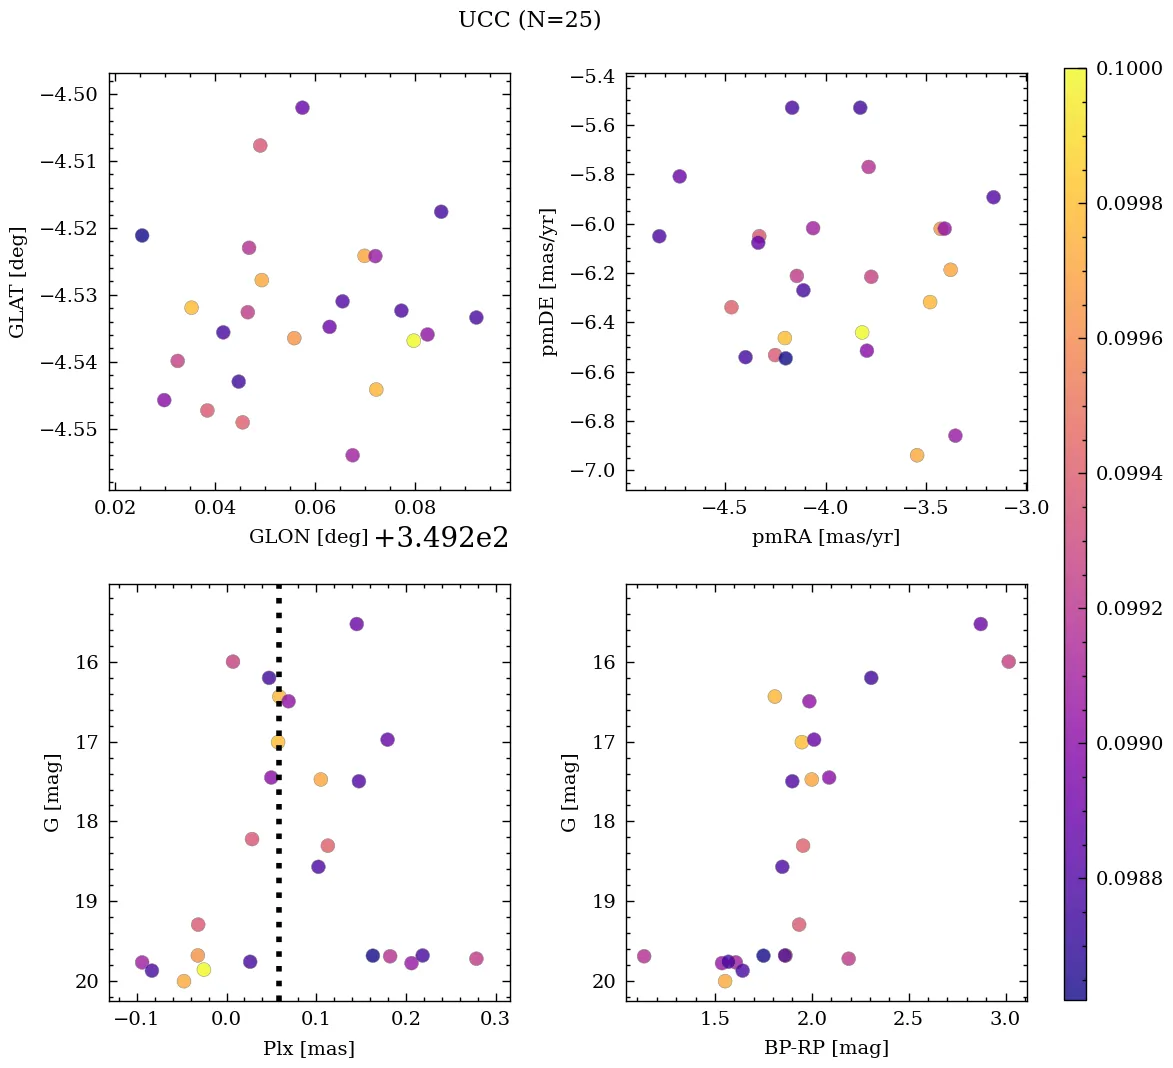 UCC (N=25)
−4.50
−4.51
−4.52
−4.53
−4.54
−4.55
GLAT [deg]
0.02 0.04 0.06 0.08
GLON [deg] +3.492e2
−5.4
−5.6
−5.8
−6.0
−6.2
−6.4
−6.6
−6.8
−7.0
pmDE [mas/yr]
−4.5 −4.0 −3.5 −3.0
pmRA [mas/yr]
16
17
18
19
20
G [mag]
−0.1 0.0 0.1 0.2 0.3
Plx [mas]
16
17
18
19
20
G [mag]
1.5 2.0 2.5 3.0
BP-RP [mag]
0.1000
0.0998
0.0996
0.0994
0.0992
0.0990
0.0988